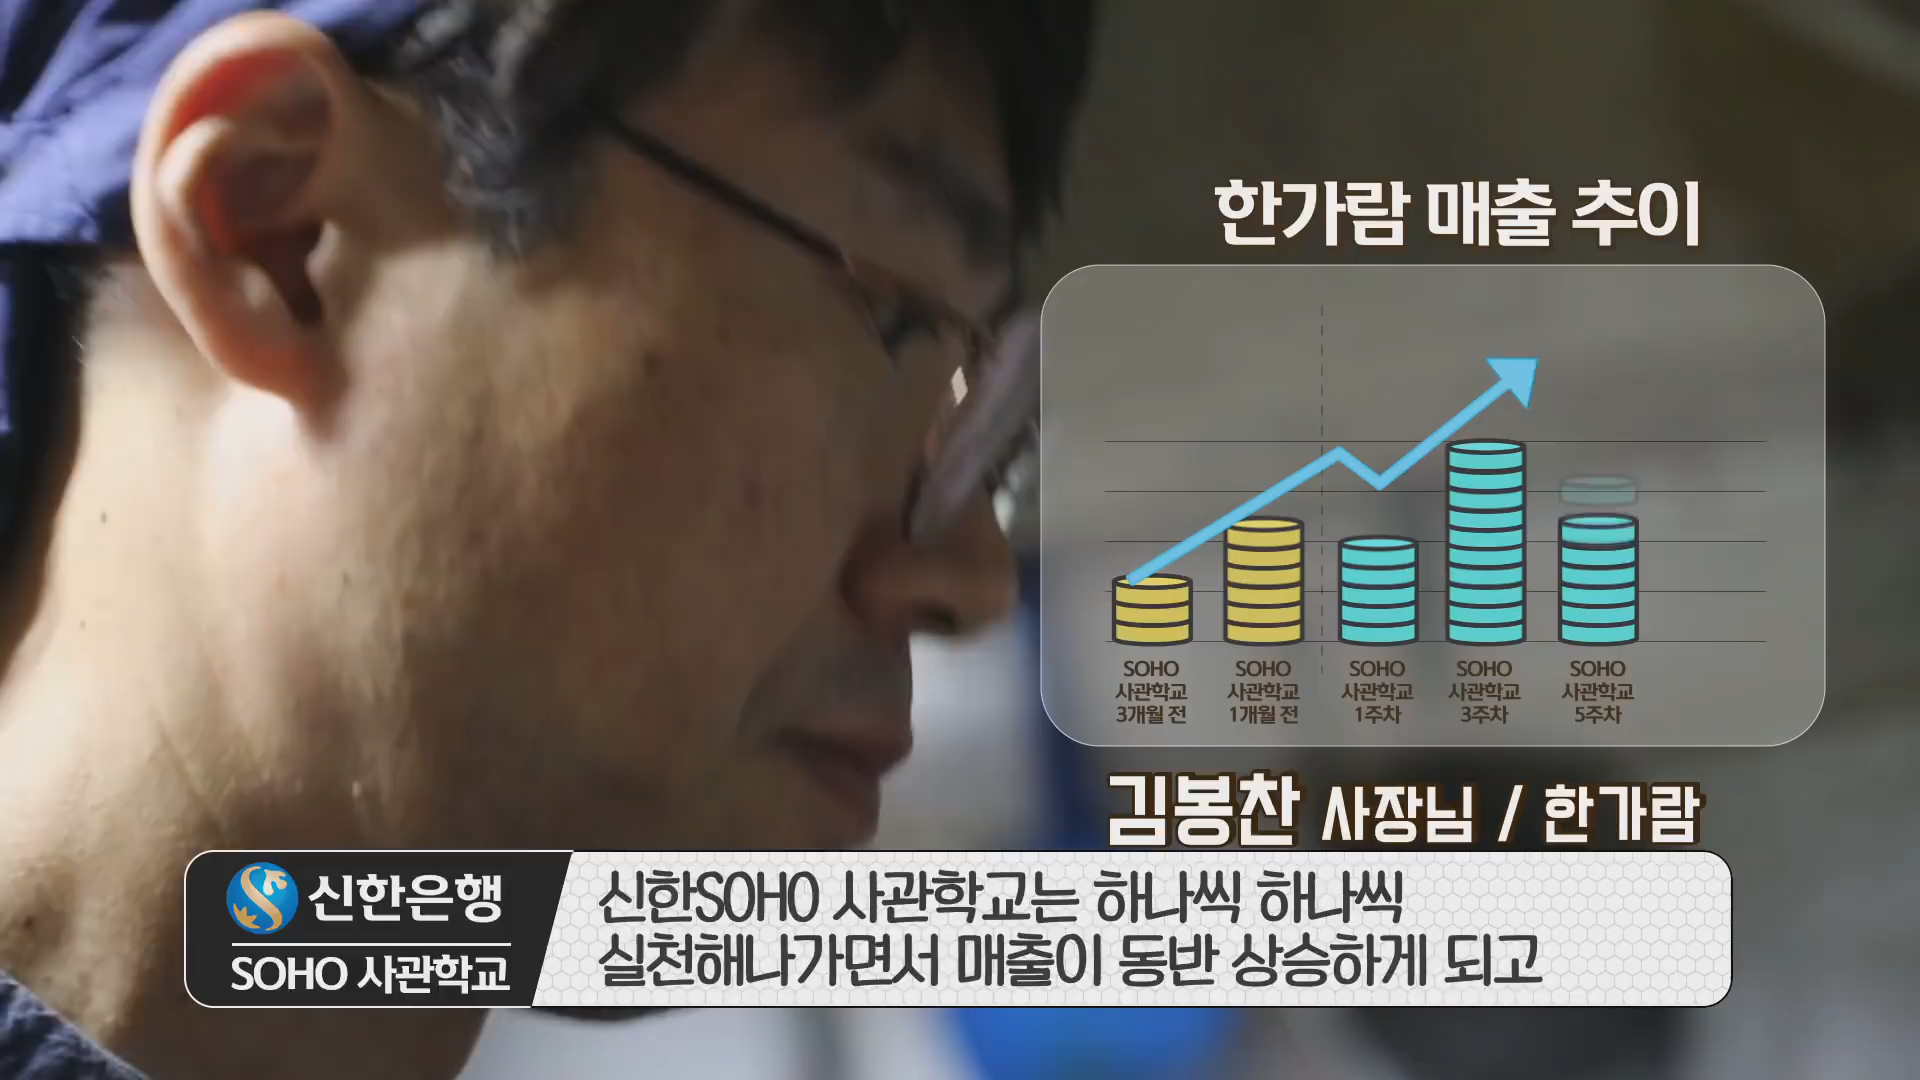 한가람 매출 추이
SOHO
사관학교
3개월 전
SOHO
사관학교
1개월 전
SOHO
사관학교
1주차
SOHO
사관학교
3주차
SOHO
사관학교
5주차
김봉찬 사장님 / 한가람
신한은행
SOHO 사관학교
신한SOHO 사관학교는 하나씩 하나씩
실천해나가면서 매출이 동반 상승하게 되고